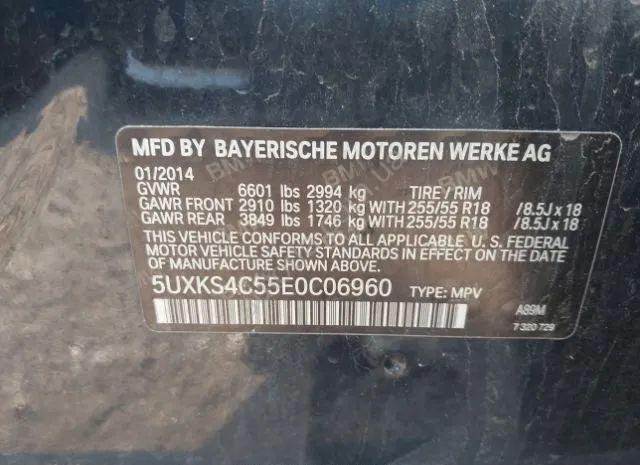 MFD BY BAYERISCHE MOTOREN WERKE AG
01/2014
GVWR 6601 lbs 2994 kg TIRE / RIM
GAWR FRONT 2910 lbs 1320 kg WITH 255/55 R18 /8.5J x 18
GAWR REAR 3849 lbs 1746 kg WITH 255/55 R18 /8.5J x 18
THIS VEHICLE CONFORMS TO ALL APPLICABLE U. S. FEDERAL
MOTOR VEHICLE SAFETY STANDARDS IN EFFECT ON THE DATE
OF MANUFACTURE SHOWN ABOVE.
5UXKS4C55E0C06960 TYPE: MPV
A89M
7 320 729